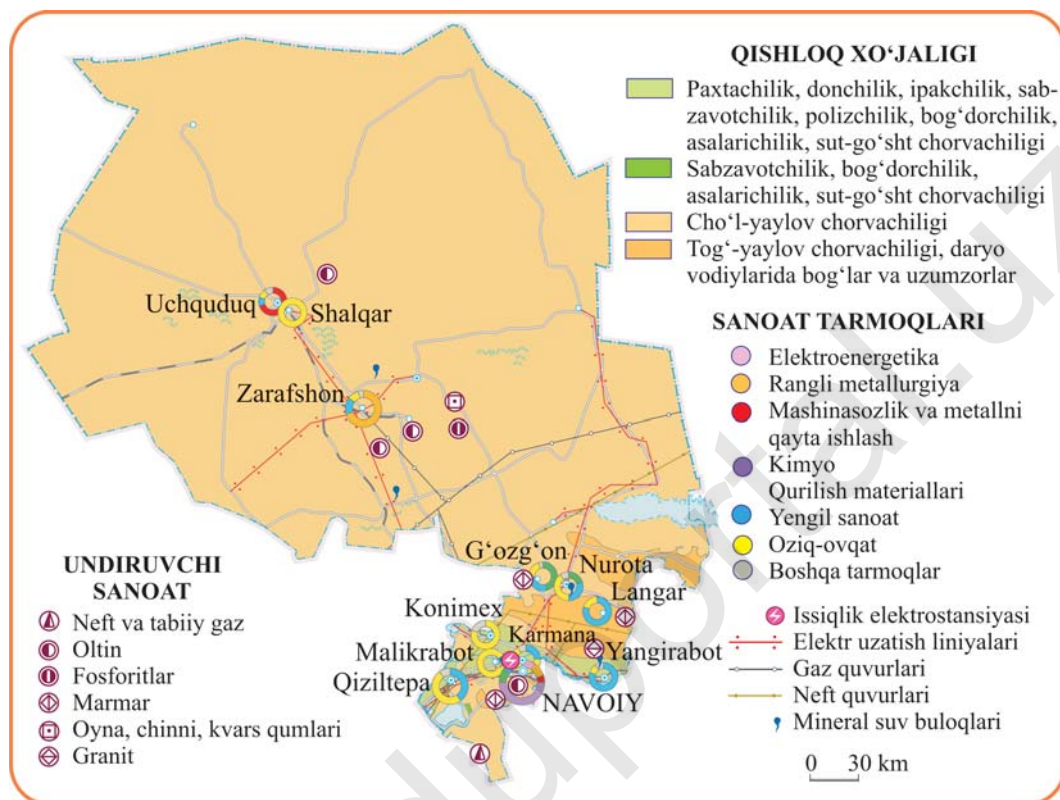 QISHLOQ XO‘JALIGI
Paxtachilik, donchilik, ipakchilik, sab-
zavotchilik, polizchilik, bog‘dorchilik,
asalarichilik, sut-go‘sht chorvachiligi
Sabzavotchilik, bog‘dorchilik,
asalarichilik, sut-go‘sht chorvachiligi
Cho‘l-yaylov chorvachiligi
Tog‘-yaylov chorvachiligi, daryo
vodiylarida bog‘lar va uzumzorlar
SANOAT TARMOQLARI
Elektroenergetika
Rangli metallurgiya
Mashinasozlik va metallni
qayta ishlash
Kimyo
Qurilish materiallari
Yengil sanoat
Oziq-ovqat
Boshqa tarmoqlar
Issiqlik elektrostansiyasi
Elektr uzatish liniyalari
Gaz quvurlari
Neft quvurlari
Mineral suv buloqlari
0 30 km
Uchquduq
Shalqar
Zarafshon
G‘ozg‘on
Nurota
Langar
Konimex
Karmana
Malikrabot
Yangirabot
Qiziltepa
NAVOIY
UNDIRUVCHI
SANOAT
Neft va tabiiy gaz
Oltin
Fosforitlar
Marmar
Oyna, chinni, kvars qumlari
Granit
duportal.uz